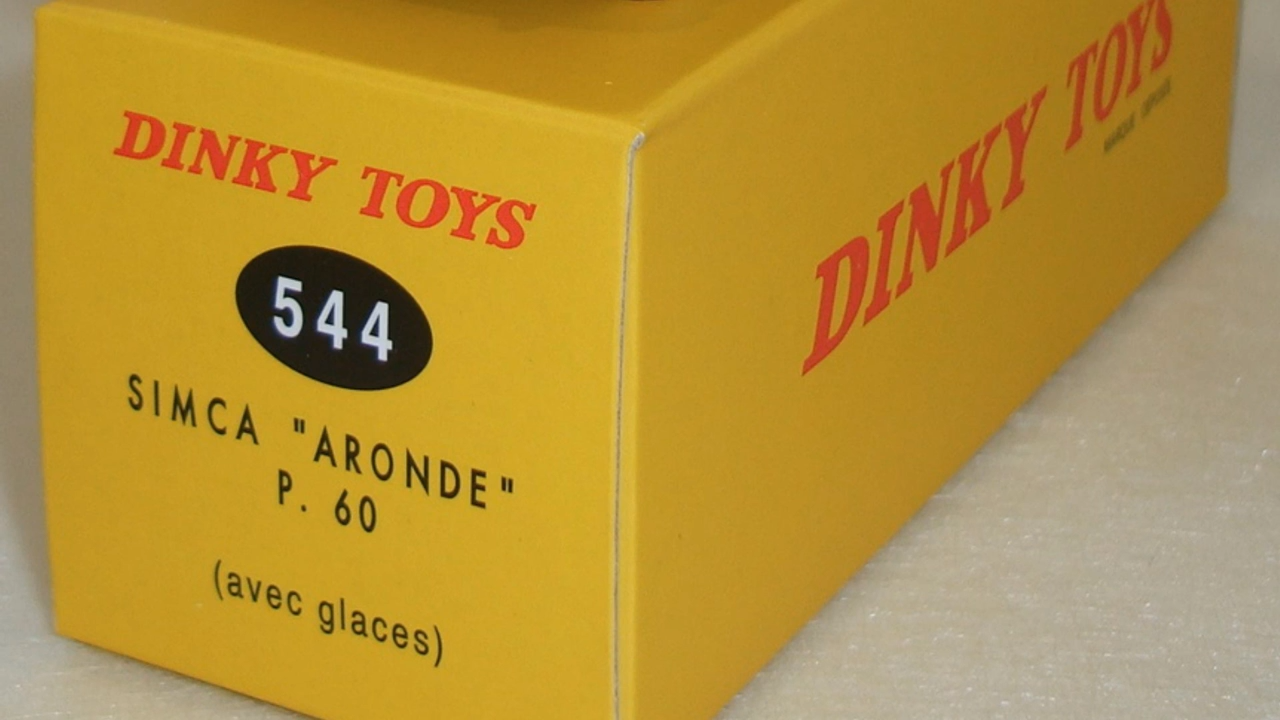 DINKY TOYS
544
SIMCA "ARONDE"
P. 60
(avec glaces)
DINKY TOYS